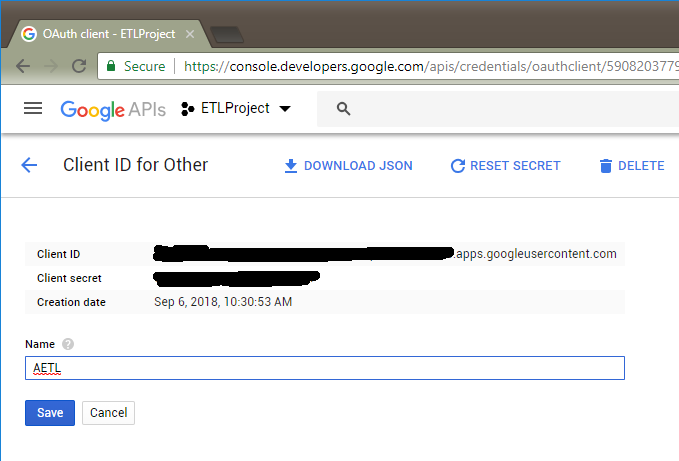 OAuth client - ETLProject
Secure https://console.developers.google.com/apis/credentials/oauthclient/5908203779
Google APIs ETLProject
Client ID for Other DOWNLOAD JSON RESET SECRET DELETE
Client ID .apps.googleusercontent.com
Client secret
Creation date Sep 6, 2018, 10:30:53 AM
Name ?
AETL
Save Cancel